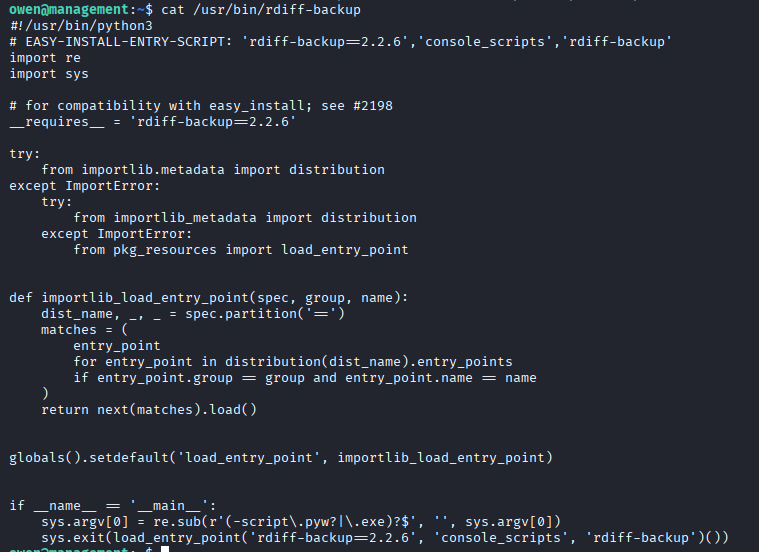 owen@management:~$ cat /usr/bin/rdiff-backup
#!/usr/bin/python3
# EASY-INSTALL-ENTRY-SCRIPT: 'rdiff-backup==2.2.6','console_scripts','rdiff-backup'
import re
import sys

# for compatibility with easy_install; see #2198
__requires__ = 'rdiff-backup==2.2.6'

try:
    from importlib.metadata import distribution
except ImportError:
    try:
        from importlib_metadata import distribution
    except ImportError:
        from pkg_resources import load_entry_point


def importlib_load_entry_point(spec, group, name):
    dist_name, _, _ = spec.partition('==')
    matches = (
        entry_point
        for entry_point in distribution(dist_name).entry_points
        if entry_point.group == group and entry_point.name == name
    )
    return next(matches).load()


globals().setdefault('load_entry_point', importlib_load_entry_point)


if __name__ == '__main__':
    sys.argv[0] = re.sub(r'(-script\.pyw?|\.exe)?$', '', sys.argv[0])
    sys.exit(load_entry_point('rdiff-backup==2.2.6', 'console_scripts', 'rdiff-backup')())
owen@management:~$